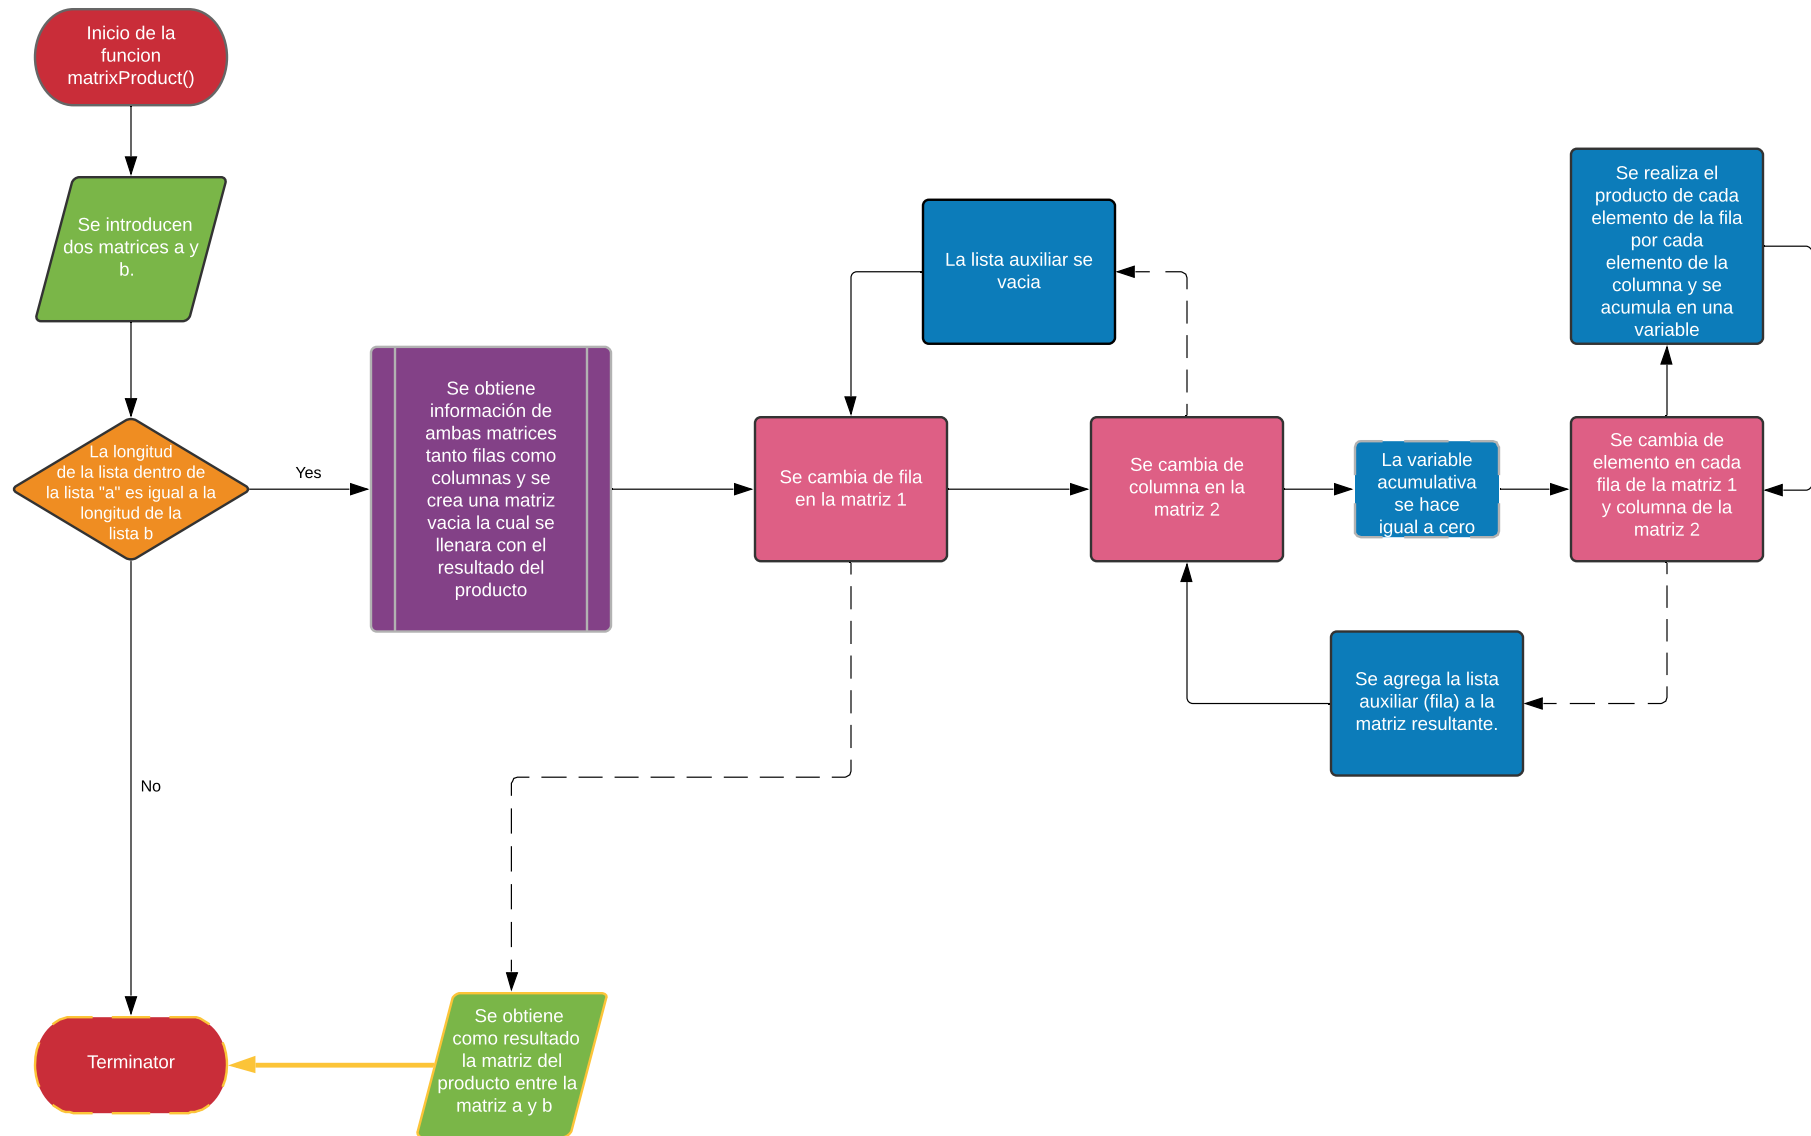 Inicio de la
funcion
matrixProduct()
Se introducen
dos matrices a y
b.
La longitud
de la lista dentro de
la lista "a" es igual a la
longitud de la
lista b
Yes
No
Se obtiene
información de
ambas matrices
tanto filas como
columnas y se
crea una matriz
vacia la cual se
llenara con el
resultado del
producto
Se cambia de fila
en la matriz 1
La lista auxiliar se
vacia
Se cambia de
columna en la
matriz 2
La variable
acumulativa
se hace
igual a cero
Se cambia de
elemento en cada
fila de la matriz 1
y columna de la
matriz 2
Se realiza el
producto de cada
elemento de la fila
por cada
elemento de la
columna y se
acumula en una
variable
Se agrega la lista
auxiliar (fila) a la
matriz resultante.
Se obtiene
como resultado
la matriz del
producto entre la
matriz a y b
Terminator